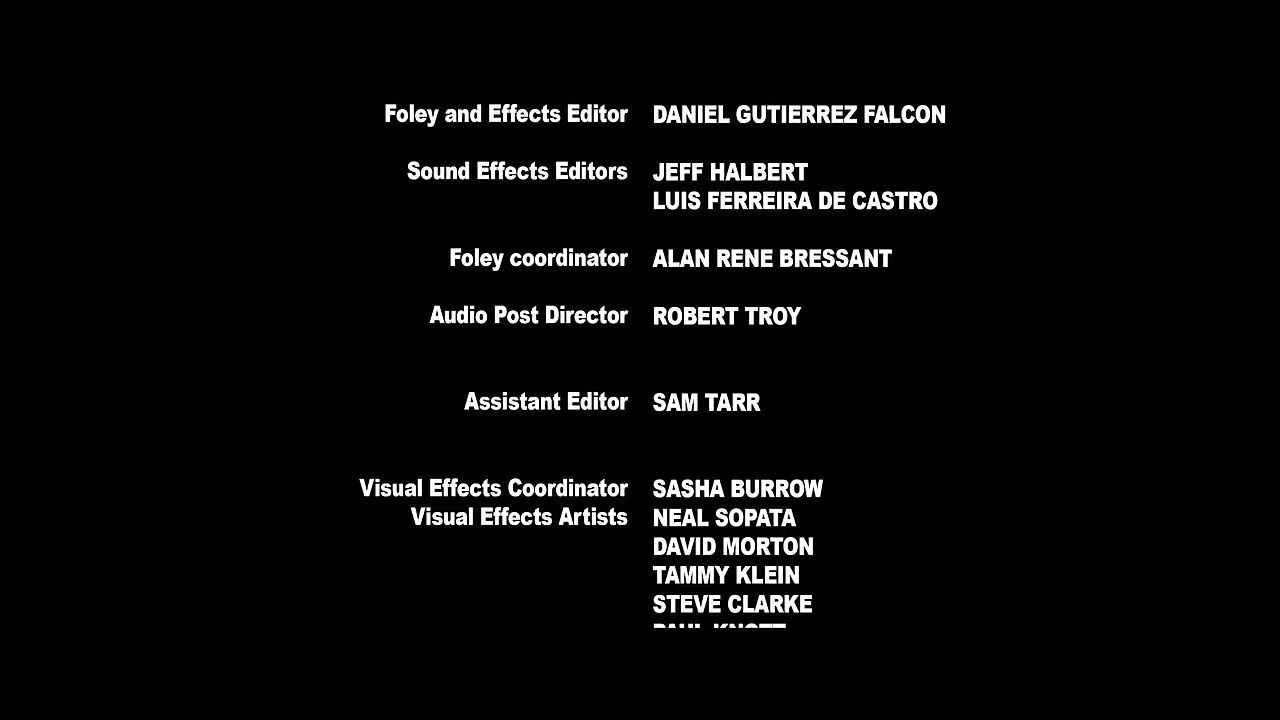 Foley and Effects Editor DANIEL GUTIERREZ FALCON
Sound Effects Editors JEFF HALBERT
LUIS FERREIRA DE CASTRO
Foley coordinator ALAN RENE BRESSANT
Audio Post Director ROBERT TROY
Assistant Editor SAM TARR
Visual Effects Coordinator SASHA BURROW
Visual Effects Artists NEAL SOPATA
DAVID MORTON
TAMMY KLEIN
STEVE CLARKE